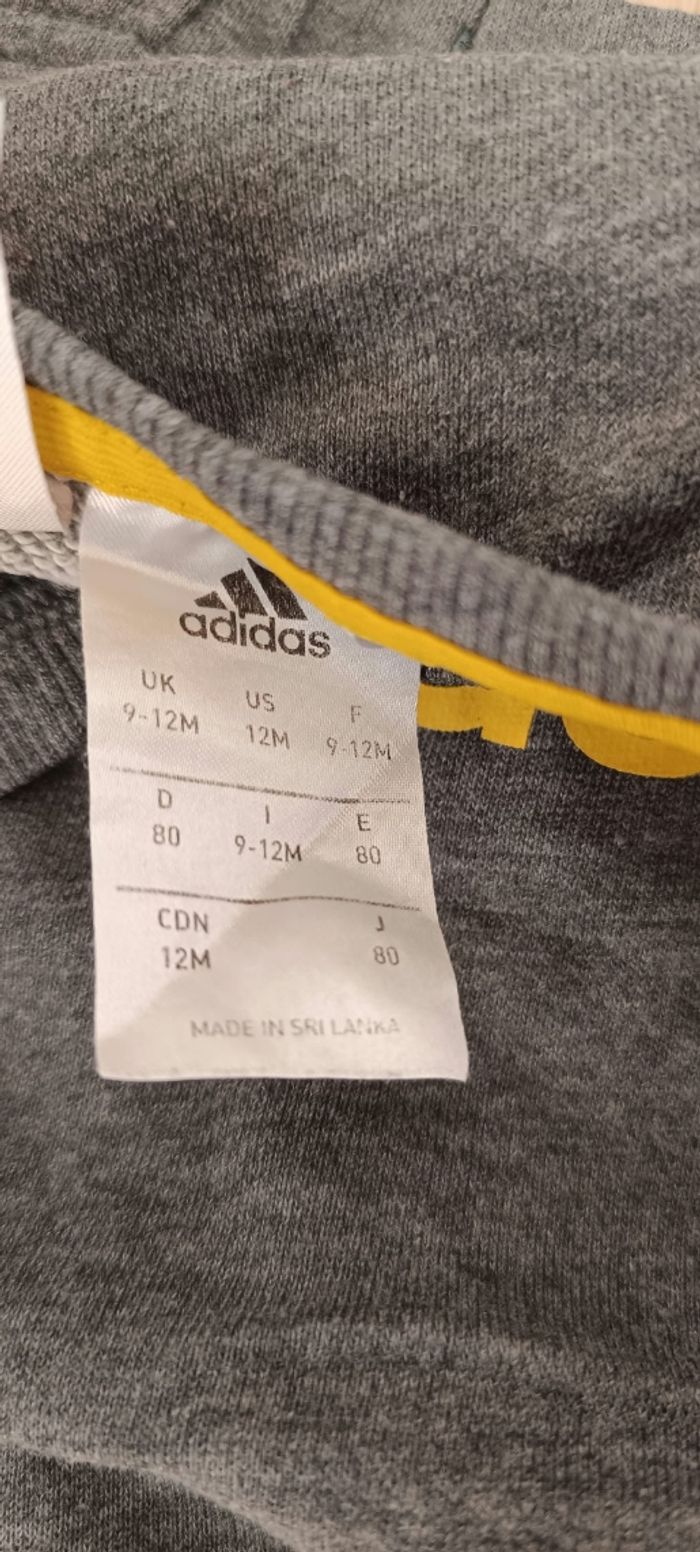 adidas
UK US F
9-12M 12M 9-12M
D I E
80 9-12M 80
CDN J
12M 80
MADE IN SRI LANKA